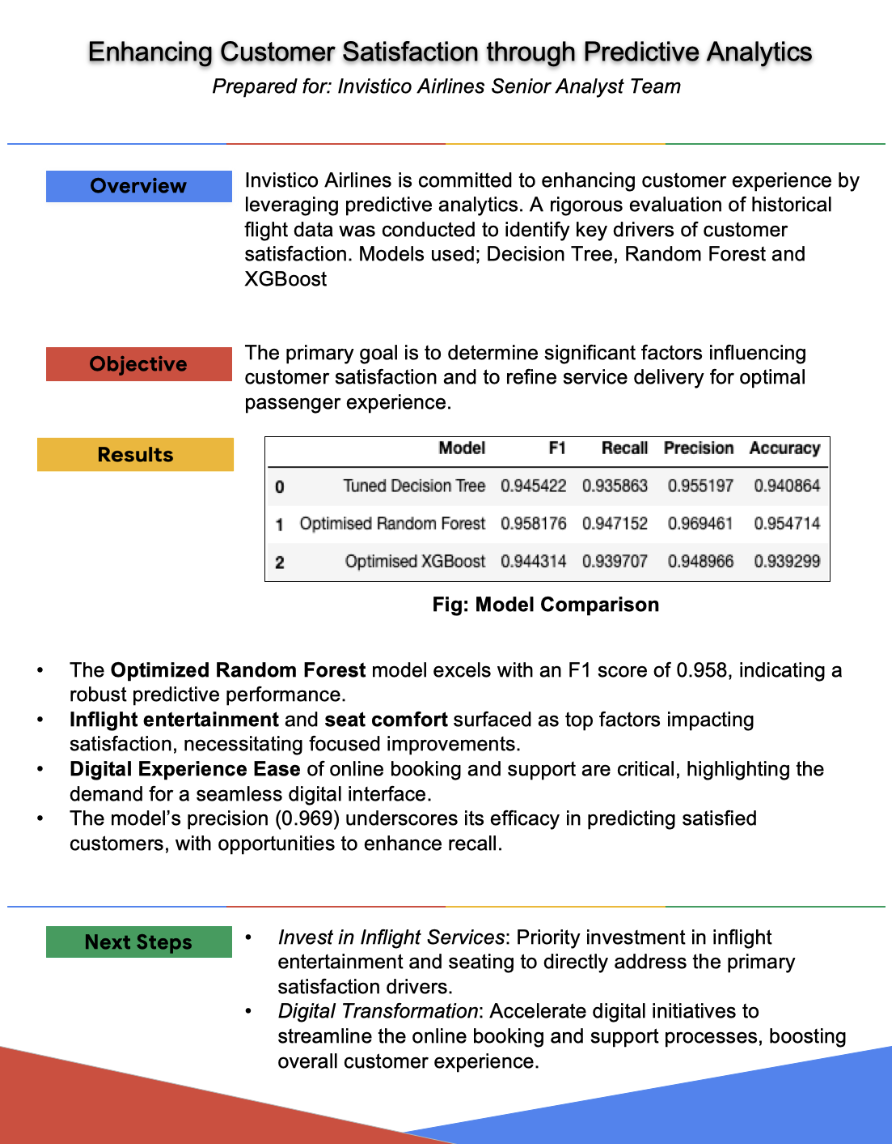 Enhancing Customer Satisfaction through Predictive Analytics
Prepared for: Invistico Airlines Senior Analyst Team
Overview
Invistico Airlines is committed to enhancing customer experience by
leveraging predictive analytics. A rigorous evaluation of historical
flight data was conducted to identify key drivers of customer
satisfaction. Models used; Decision Tree, Random Forest and
XGBoost
Objective
The primary goal is to determine significant factors influencing
customer satisfaction and to refine service delivery for optimal
passenger experience.
Results
Model F1 Recall Precision Accuracy
0 Tuned Decision Tree 0.945422 0.935863 0.955197 0.940864
1 Optimised Random Forest 0.958176 0.947152 0.969461 0.954714
2 Optimised XGBoost 0.944314 0.939707 0.948966 0.939299
Fig: Model Comparison
• The Optimized Random Forest model excels with an F1 score of 0.958, indicating a
robust predictive performance.
• Inflight entertainment and seat comfort surfaced as top factors impacting
satisfaction, necessitating focused improvements.
• Digital Experience Ease of online booking and support are critical, highlighting the
demand for a seamless digital interface.
• The model's precision (0.969) underscores its efficacy in predicting satisfied
customers, with opportunities to enhance recall.
Next Steps
• Invest in Inflight Services: Priority investment in inflight
entertainment and seating to directly address the primary
satisfaction drivers.
• Digital Transformation: Accelerate digital initiatives to
streamline the online booking and support processes, boosting
overall customer experience.